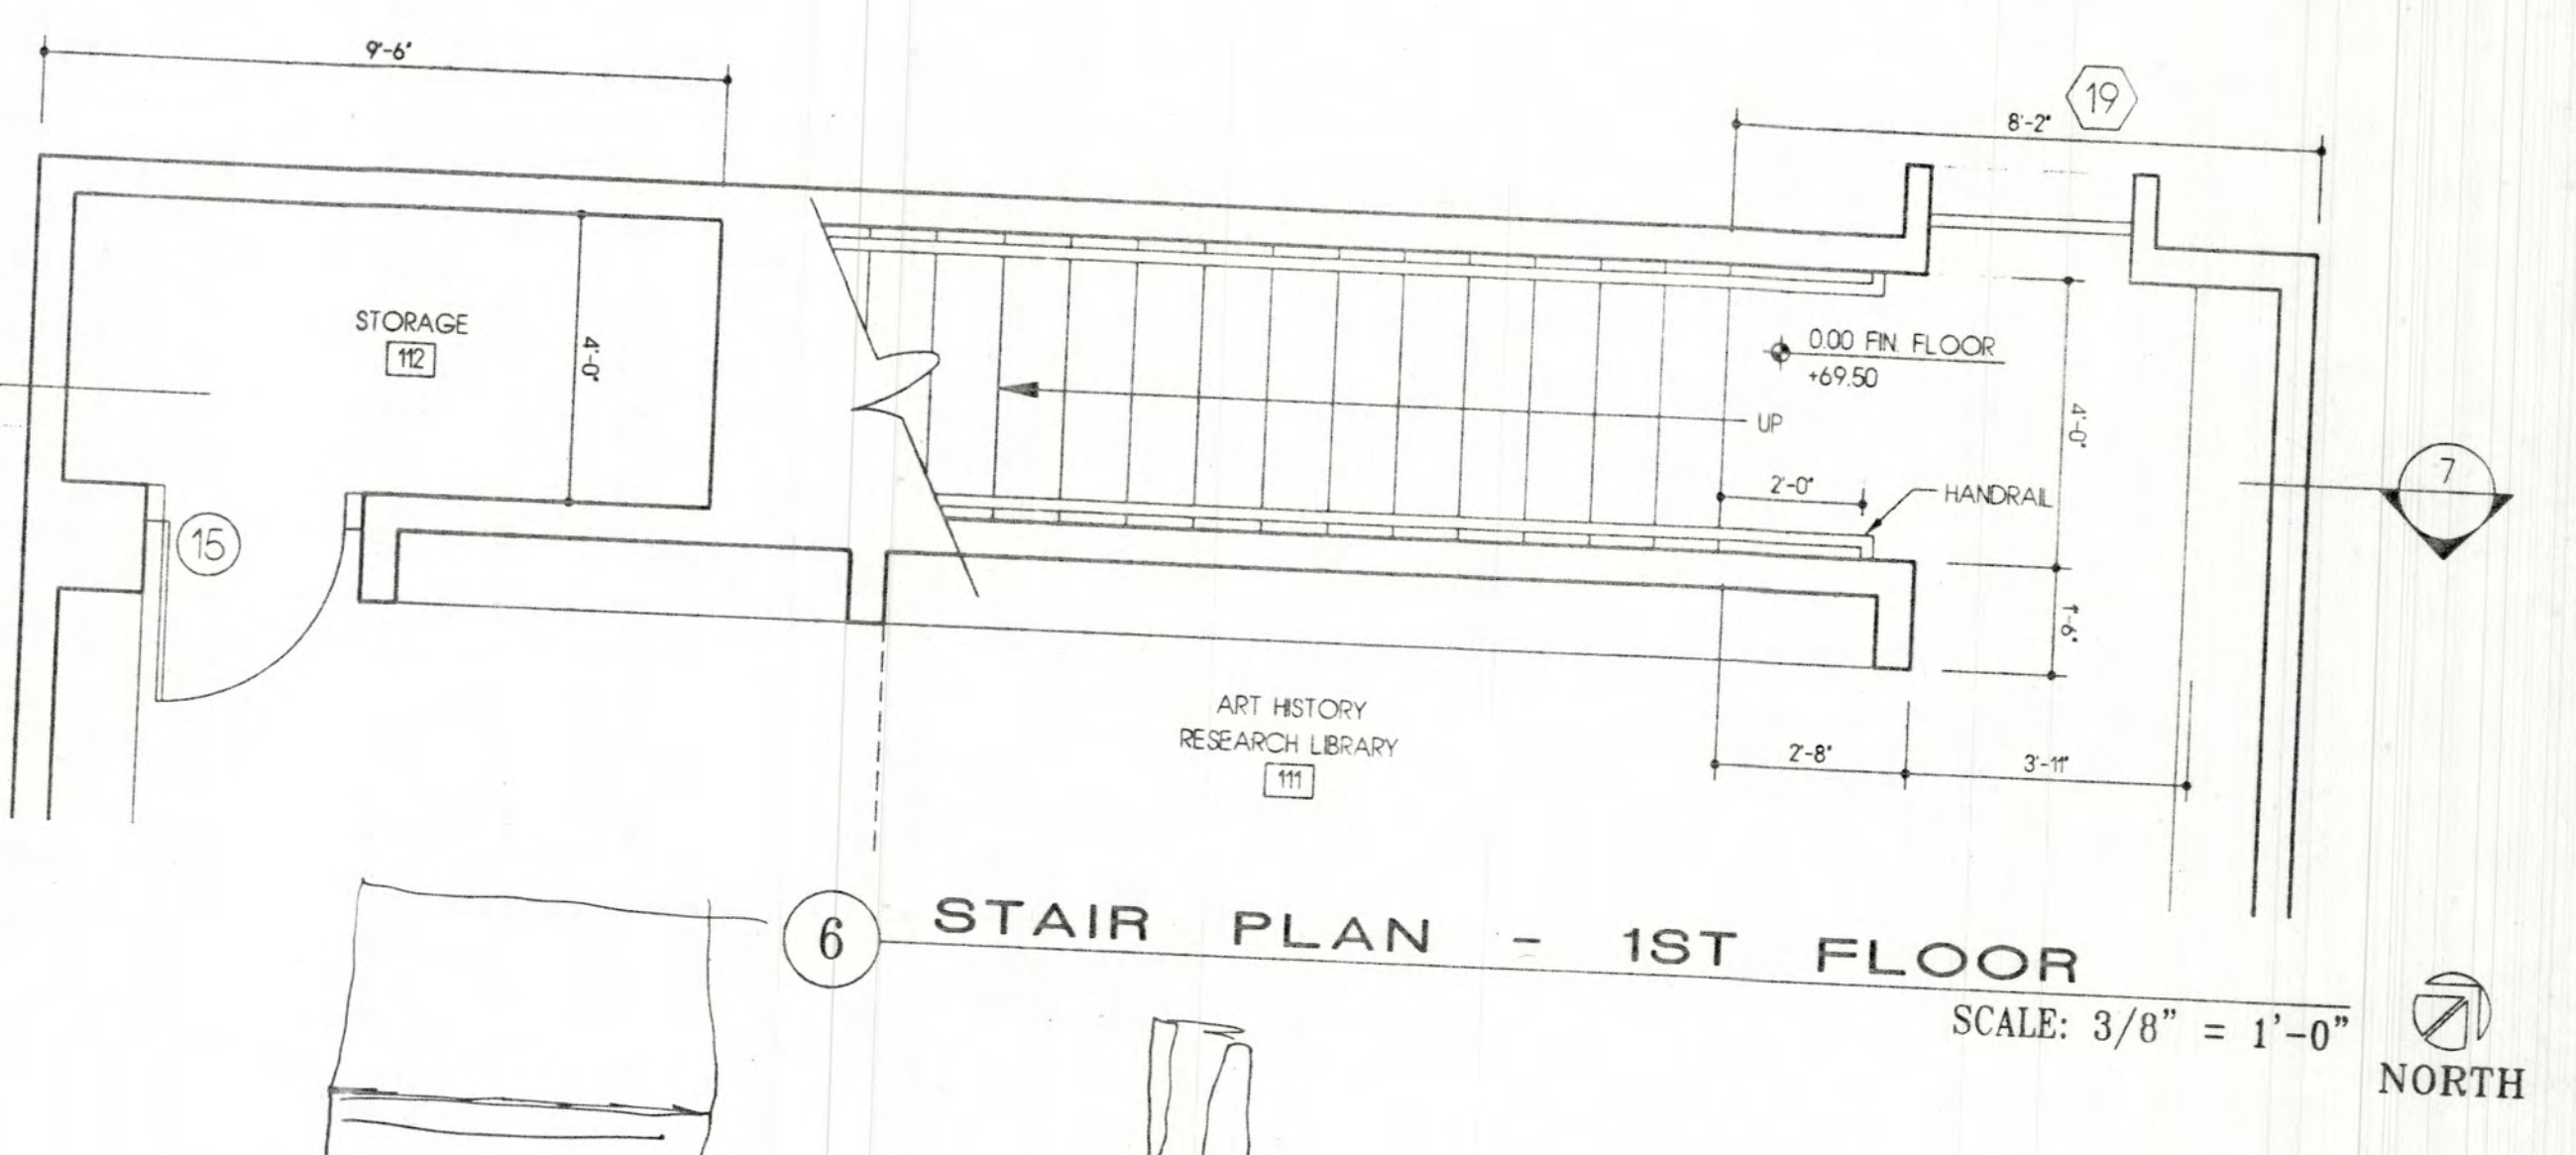 9'-6"
19
8'-2"
STORAGE
112
4'-0"
0.00 FIN. FLOOR
+69.50
UP
4'-0"
2'-0"
HANDRAIL
7
15
1'-6"
ART HISTORY
RESEARCH LIBRARY
111
2'-8"
3'-11"
6 STAIR PLAN - 1ST FLOOR
SCALE: 3/8" = 1'-0"
NORTH